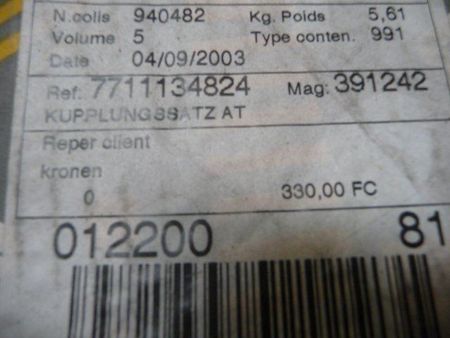 N.colis 940482 Kg. Poids 5,61
Volume 5 Type conten. 991
Date 04/09/2003
Ref: 7711134824 Mag: 391242
KUPPLUNGSSATZ AT
Reper client
kronen
0 330,00 FC
012200 81